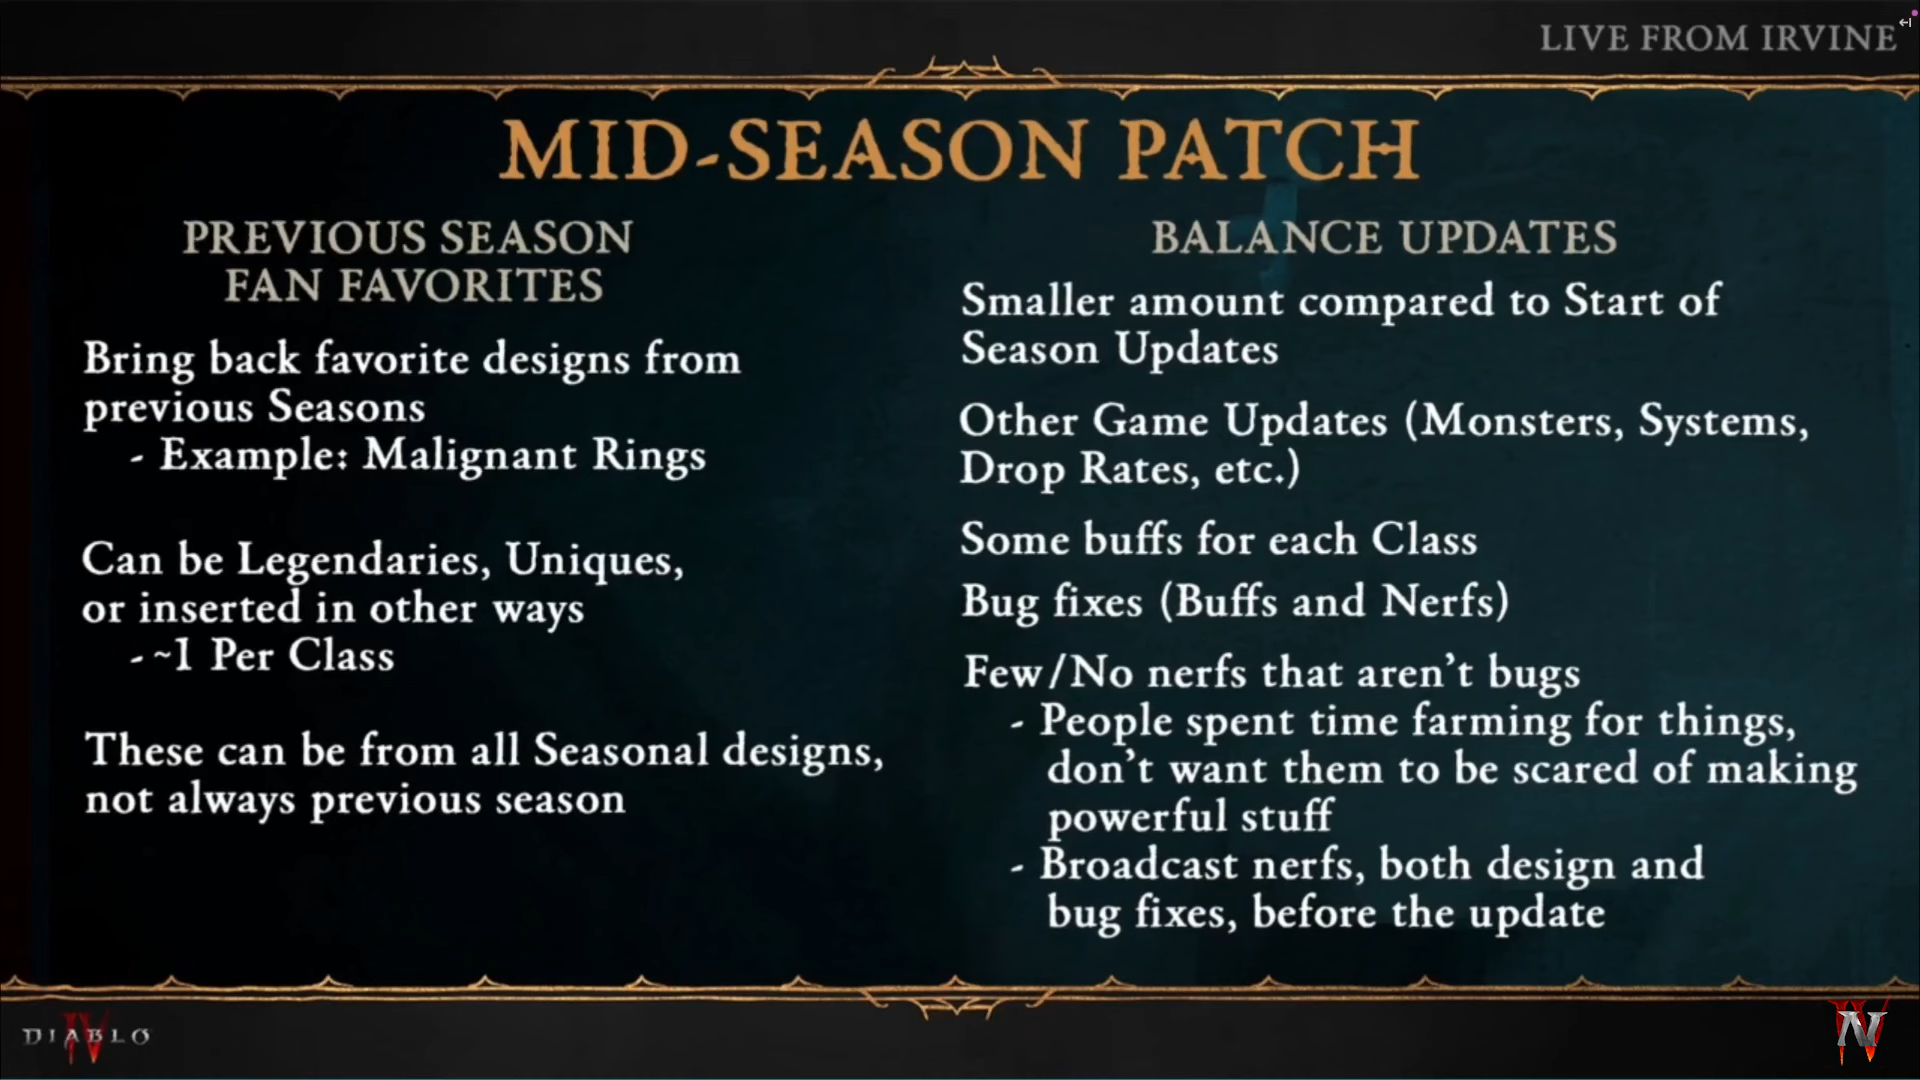 LIVE FROM IRVINE
MID-SEASON PATCH
PREVIOUS SEASON
FAN FAVORITES
Bring back favorite designs from
previous Seasons
- Example: Malignant Rings
Can be Legendaries, Uniques,
or inserted in other ways
- ~1 Per Class
These can be from all Seasonal designs,
not always previous season
BALANCE UPDATES
Smaller amount compared to Start of
Season Updates
Other Game Updates (Monsters, Systems,
Drop Rates, etc.)
Some buffs for each Class
Bug fixes (Buffs and Nerfs)
Few/No nerfs that aren't bugs
- People spent time farming for things,
don't want them to be scared of making
powerful stuff
- Broadcast nerfs, both design and
bug fixes, before the update
DIABLO IV
N IV